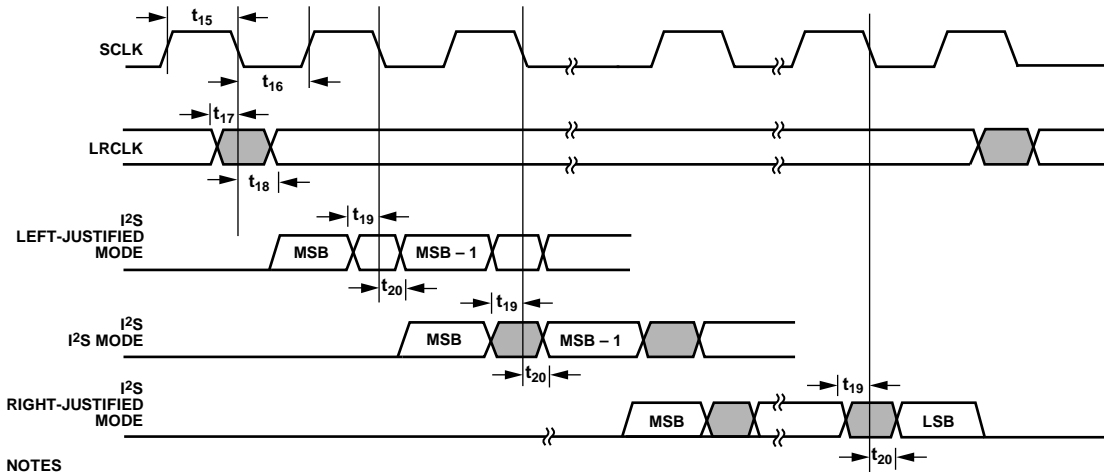 t15
SCLK
t16
t17
LRCLK
t18
I2S
LEFT-JUSTIFIED
MODE
t19
MSB
MSB – 1
t20
I2S
I2S MODE
t19
MSB
MSB – 1
t20
I2S
RIGHT-JUSTIFIED
MODE
t19
MSB
LSB
t20
NOTES